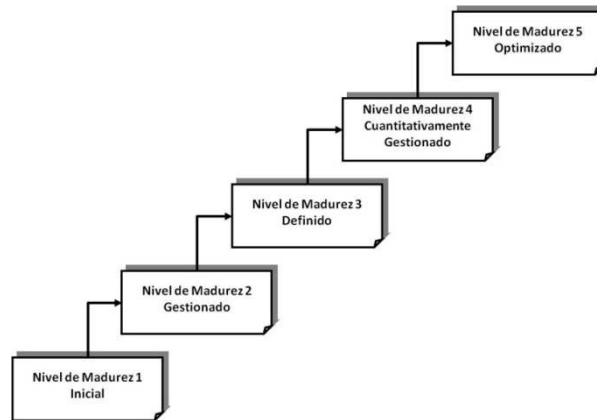 Nivel de Madurez 5
Optimizado
Nivel de Madurez 4
Cuantitativamente
Gestionado
Nivel de Madurez 3
Definido
Nivel de Madurez 2
Gestionado
Nivel de Madurez 1
Inicial